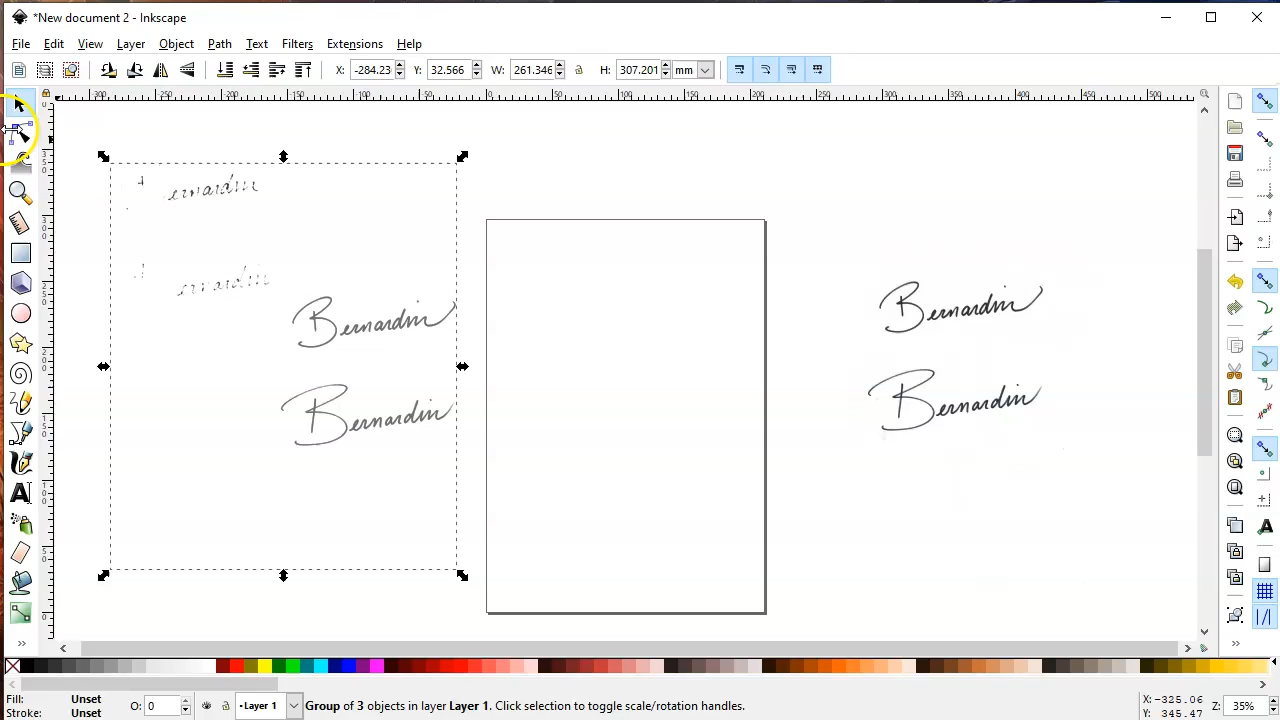 *New document 2 - Inkscape
File Edit View Layer Object Path Text Filters Extensions Help
X: -284.23 Y: 32.566 W: 261.346 H: 307.201 mm
ernardin
ernardin
Bernardin
Bernardin
Bernardin
Bernardin
Fill: Unset
Stroke: Unset
O: 0
•Layer 1
Group of 3 objects in layer Layer 1. Click selection to toggle scale/rotation handles.
X: -325.06
Y: 345.47
Z: 35%